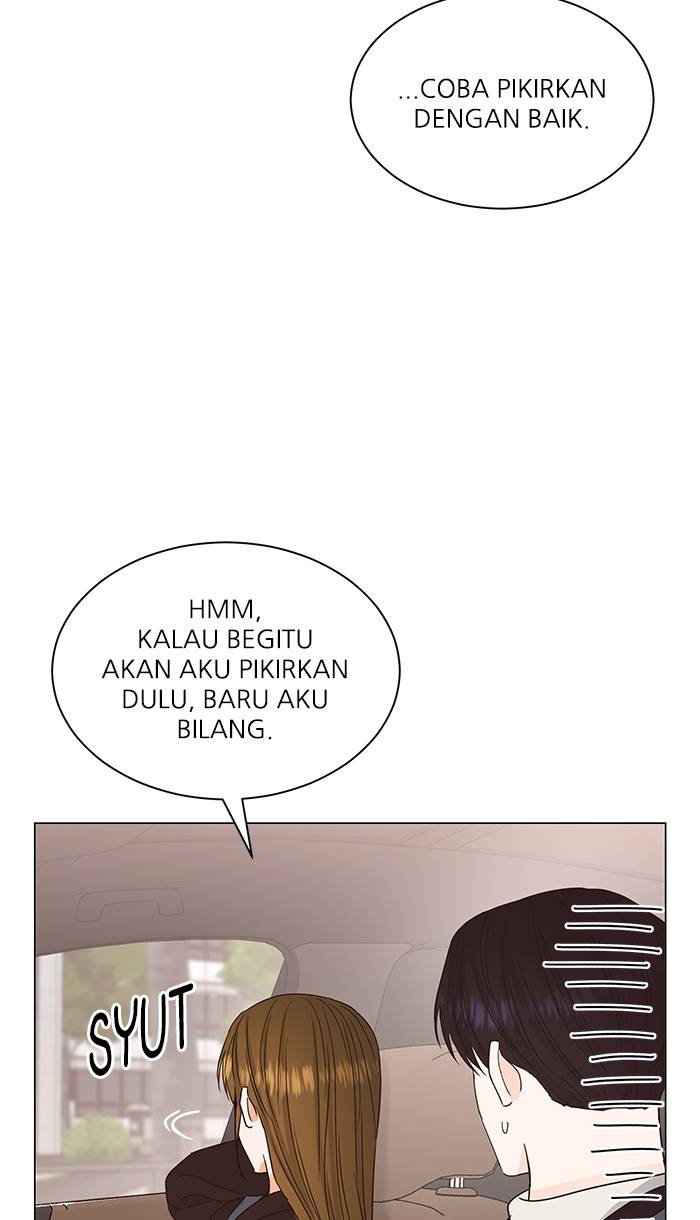 ...COBA PIKIRKAN
DENGAN BAIK.
HMM,
KALAU BEGITU
AKAN AKU PIKIRKAN
DULU, BARU AKU
BILANG.
SYUT